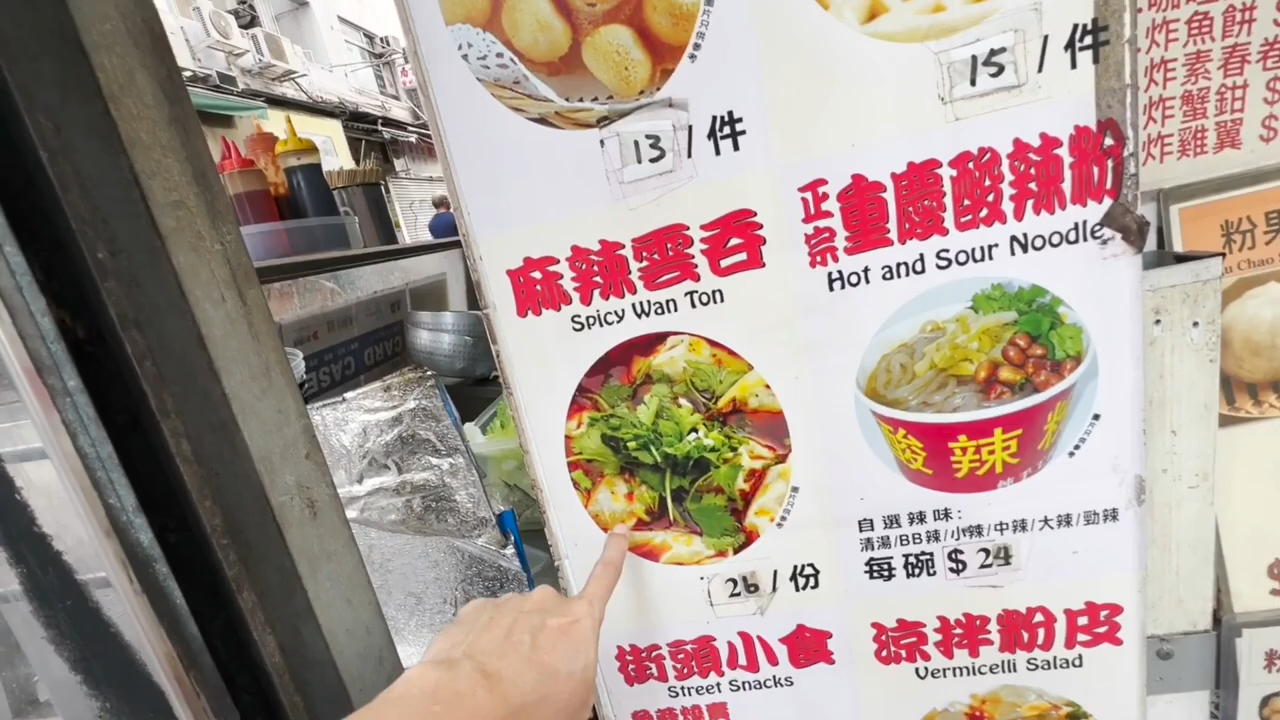 13/件
15/件
麻辣雲吞
Spicy Wan Ton
26/份
正宗重慶酸辣粉
Hot and Sour Noodle
酸辣
自選辣味:
清湯/BB辣/小辣/中辣/大辣/勁辣
每碗$24
街頭小食
Street Snacks
涼拌粉皮
Vermicelli Salad
炸魚餅
炸素春卷
炸蟹鉗 $
炸雞翼 $
粉
CARD CASE